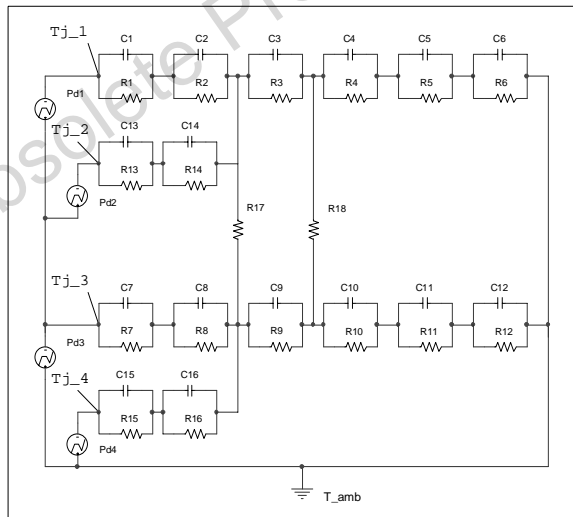 bsolete Pro
Tj_1
C1 C2 C3 C4 C5 C6
R1 R2 R3 R4 R5 R6
Pd1
Tj_2
C13 C14
R13 R14
Pd2
R17 R18
Tj_3
C7 C8 C9 C10 C11 C12
R7 R8 R9 R10 R11 R12
Pd3
Tj_4
C15 C16
R15 R16
Pd4
T_amb